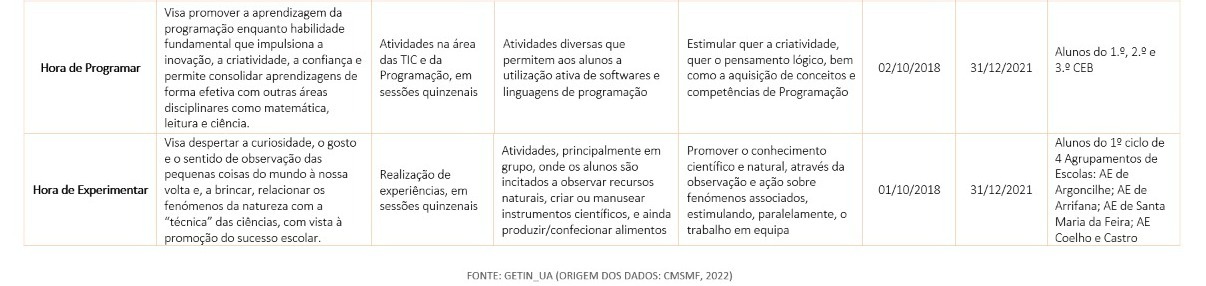 Hora de Programar
Visa promover a aprendizagem da
programação enquanto habilidade
fundamental que impulsiona a
inovação, a criatividade, a confiança e
permite consolidar aprendizagens de
forma efetiva com outras áreas
disciplinares como matemática,
leitura e ciência.
Atividades na área
das TIC e da
Programação, em
sessões quinzenais
Atividades diversas que
permitem aos alunos a
utilização ativa de softwares e
linguagens de programação
Estimular quer a criatividade,
quer o pensamento lógico, bem
como a aquisição de conceitos e
competências de Programação
02/10/2018
31/12/2021
Alunos do 1.º, 2.º e
3.º CEB
Hora de Experimentar
Visa despertar a curiosidade, o gosto
e o sentido de observação das
pequenas coisas do mundo à nossa
volta e, a brincar, relacionar os
fenómenos da natureza com a
“técnica” das ciências, com vista à
promoção do sucesso escolar.
Realização de
experiências, em
sessões quinzenais
Atividades, principalmente em
grupo, onde os alunos são
incitados a observar recursos
naturais, criar ou manusear
instrumentos científicos, e ainda
produzir/confecionar alimentos
Promover o conhecimento
científico e natural, através da
observação e ação sobre
fenómenos associados,
estimulando, paralelamente, o
trabalho em equipa
01/10/2018
31/12/2021
Alunos do 1º ciclo de
4 Agrupamentos de
Escolas: AE de
Argoncilhe; AE de
Arrifana; AE de Santa
Maria da Feira; AE
Coelho e Castro
FONTE: GETIN_UA (ORIGEM DOS DADOS: CMSMF, 2022)